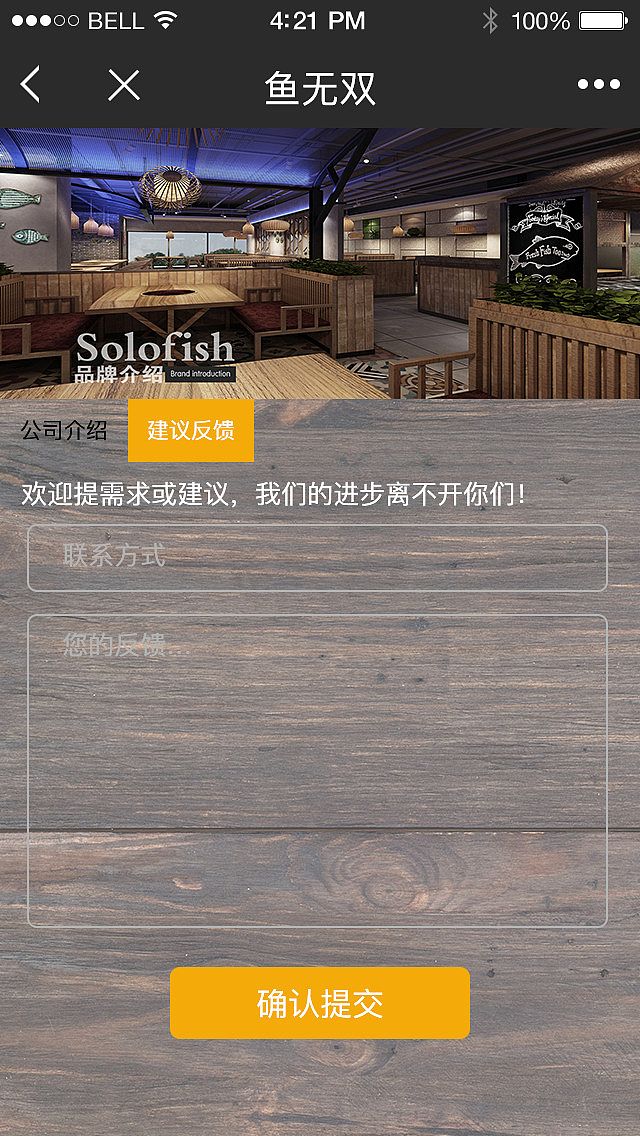 BELL 4:21 PM 100%
鱼无双
Fresh Fish Too
Solofish
品牌介绍 Brand introduction
公司介绍 建议反馈
欢迎提需求或建议，我们的进步离不开你们！
联系方式
您的反馈...
确认提交